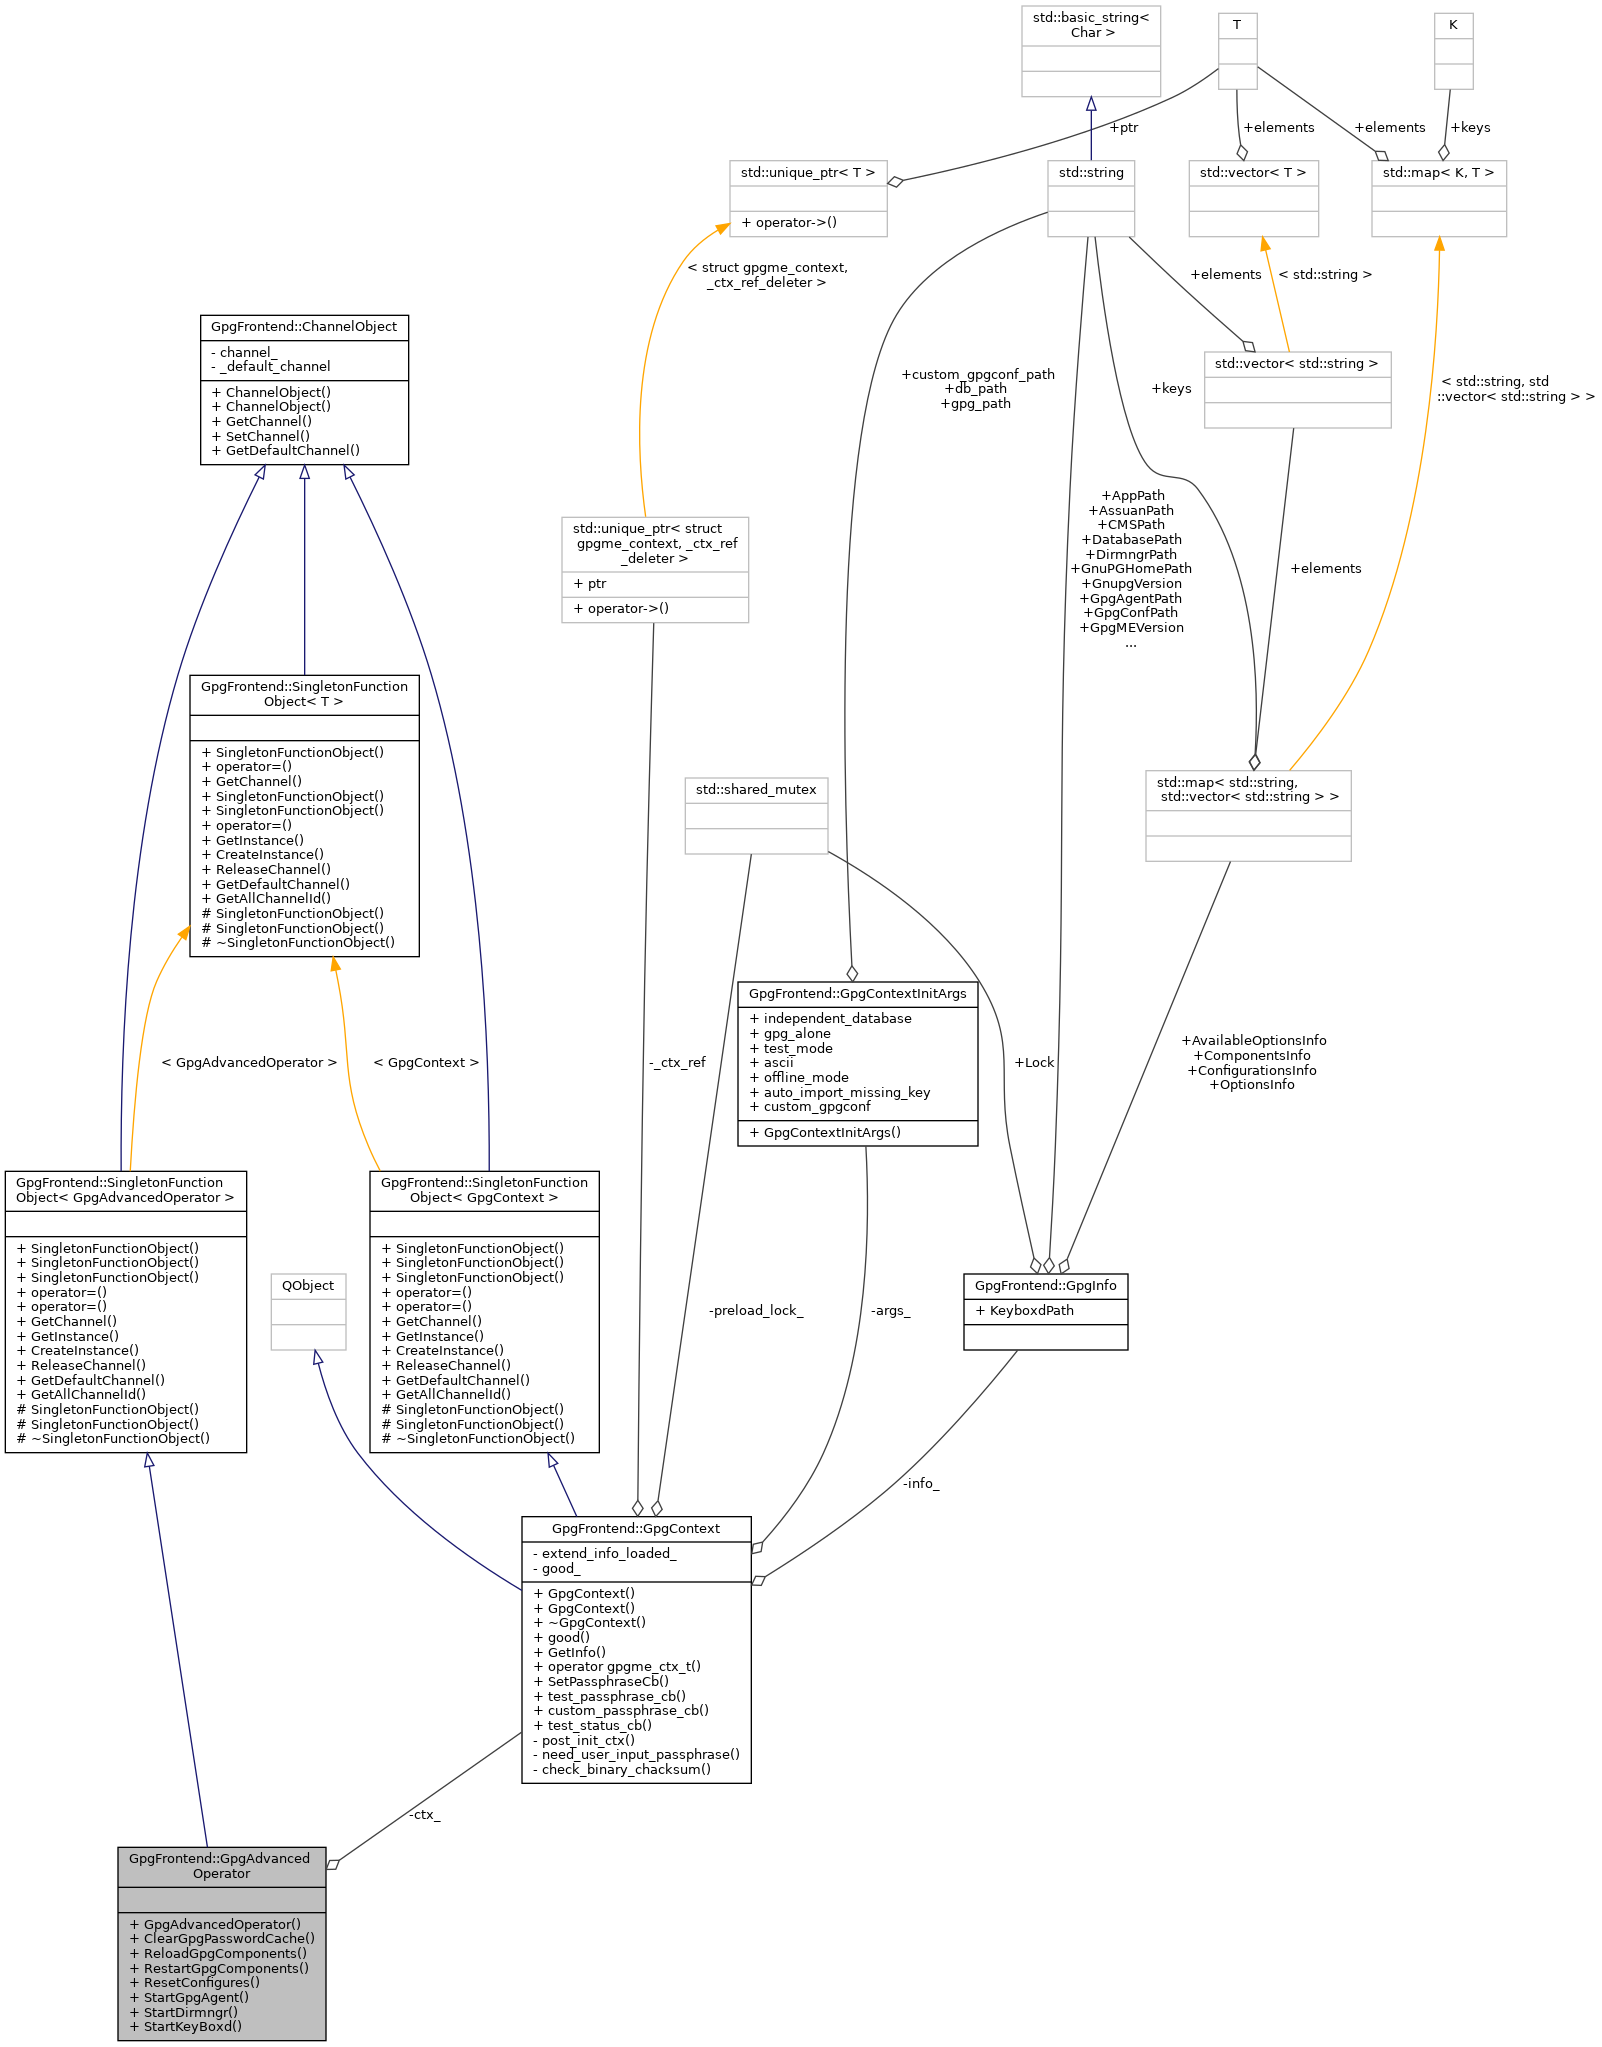 std::basic_string<
Char >
T
K
+ptr
+elements
+elements
+keys
std::unique_ptr< T >
+ operator->()
std::string
std::vector< T >
std::map< K, T >
< struct gpgme_context,
_ctx_ref_deleter >
+elements
< std::string >
GpgFrontend::ChannelObject
- channel_
- _default_channel
+ ChannelObject()
+ ChannelObject()
+ GetChannel()
+ SetChannel()
+ GetDefaultChannel()
+custom_gpgconf_path
+db_path
+gpg_path
+keys
std::vector< std::string >
< std::string, std
::vector< std::string > >
std::unique_ptr< struct
gpgme_context, _ctx_ref
_deleter >
+ ptr
+ operator->()
+AppPath
+AssuanPath
+CMSPath
+DatabasePath
+DirmngrPath
+GnuPGHomePath
+GnupgVersion
+GpgAgentPath
+GpgConfPath
+GpgMEVersion
...
+elements
GpgFrontend::SingletonFunction
Object< T >
+ SingletonFunctionObject()
+ operator=()
+ GetChannel()
+ SingletonFunctionObject()
+ SingletonFunctionObject()
+ operator=()
+ GetInstance()
+ CreateInstance()
+ ReleaseChannel()
+ GetDefaultChannel()
+ GetAllChannelId()
# SingletonFunctionObject()
# SingletonFunctionObject()
# ~SingletonFunctionObject()
std::shared_mutex
std::map< std::string,
std::vector< std::string > >
< GpgAdvancedOperator >
< GpgContext >
-_ctx_ref
GpgFrontend::GpgContextInitArgs
+ independent_database
+ gpg_alone
+ test_mode
+ ascii
+ offline_mode
+ auto_import_missing_key
+ custom_gpgconf
+ GpgContextInitArgs()
+Lock
+AvailableOptionsInfo
+ComponentsInfo
+ConfigurationsInfo
+OptionsInfo
GpgFrontend::SingletonFunction
Object< GpgAdvancedOperator >
+ SingletonFunctionObject()
+ SingletonFunctionObject()
+ SingletonFunctionObject()
+ operator=()
+ operator=()
+ GetChannel()
+ GetInstance()
+ CreateInstance()
+ ReleaseChannel()
+ GetDefaultChannel()
+ GetAllChannelId()
# SingletonFunctionObject()
# SingletonFunctionObject()
# ~SingletonFunctionObject()
QObject
GpgFrontend::SingletonFunction
Object< GpgContext >
+ SingletonFunctionObject()
+ SingletonFunctionObject()
+ SingletonFunctionObject()
+ operator=()
+ operator=()
+ GetChannel()
+ GetInstance()
+ CreateInstance()
+ ReleaseChannel()
+ GetDefaultChannel()
+ GetAllChannelId()
# SingletonFunctionObject()
# SingletonFunctionObject()
# ~SingletonFunctionObject()
-preload_lock_
-args_
GpgFrontend::GpgInfo
+ KeyboxdPath
-info_
GpgFrontend::GpgContext
- extend_info_loaded_
- good_
+ GpgContext()
+ GpgContext()
+ ~GpgContext()
+ good()
+ GetInfo()
+ operator gpgme_ctx_t()
+ SetPassphraseCb()
+ test_passphrase_cb()
+ custom_passphrase_cb()
+ test_status_cb()
- post_init_ctx()
- need_user_input_passphrase()
- check_binary_chacksum()
-ctx_
GpgFrontend::GpgAdvanced
Operator
+ GpgAdvancedOperator()
+ ClearGpgPasswordCache()
+ ReloadGpgComponents()
+ RestartGpgComponents()
+ ResetConfigures()
+ StartGpgAgent()
+ StartDirmngr()
+ StartKeyBoxd()